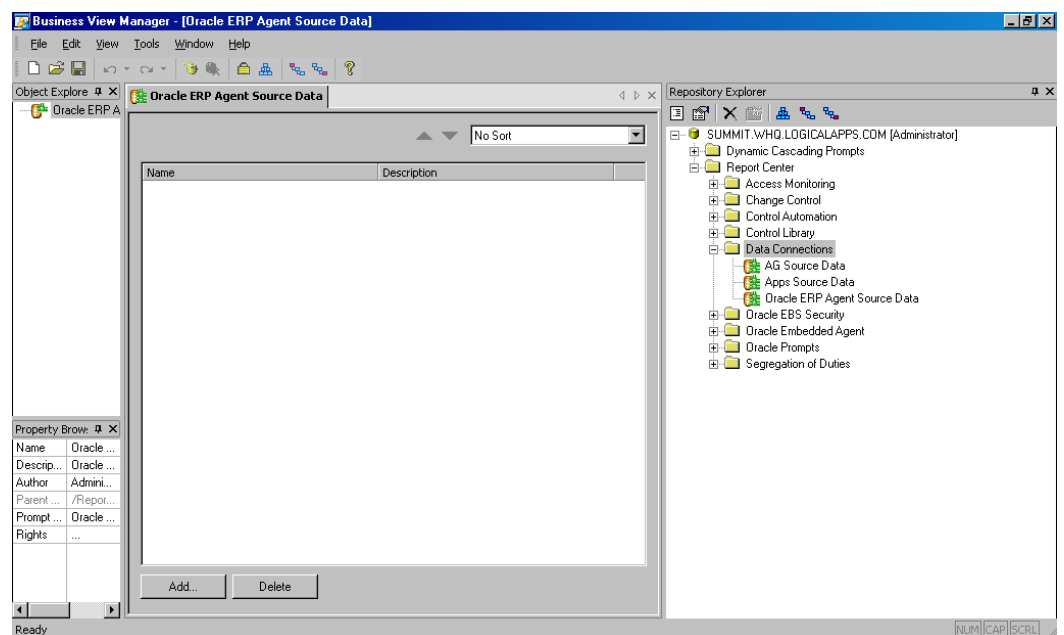 Business View Manager - [Oracle ERP Agent Source Data]
File Edit View Tools Window Help
Object Explore
Oracle ERP A
Oracle ERP Agent Source Data
No Sort
Name Description
Add... Delete
Property Brow:
Name Oracle ...
Descrip... Oracle ...
Author Admini...
Parent ... /Repor...
Prompt ... Oracle ...
Rights ...
Repository Explorer
SUMMIT.WHQ.LOGICALAPPS.COM [Administrator]
Dynamic Cascading Prompts
Report Center
Access Monitoring
Change Control
Control Automation
Control Library
Data Connections
AG Source Data
Apps Source Data
Oracle ERP Agent Source Data
Oracle EBS Security
Oracle Embedded Agent
Oracle Prompts
Segregation of Duties
Ready
NUM CAP SCRL